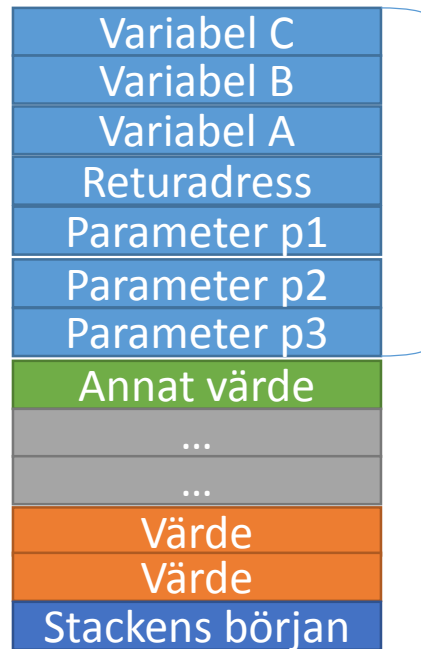 Variabel C
Variabel B
Variabel A
Returadress
Parameter p1
Parameter p2
Parameter p3
Annat värde
...
...
Värde
Värde
Stackens början